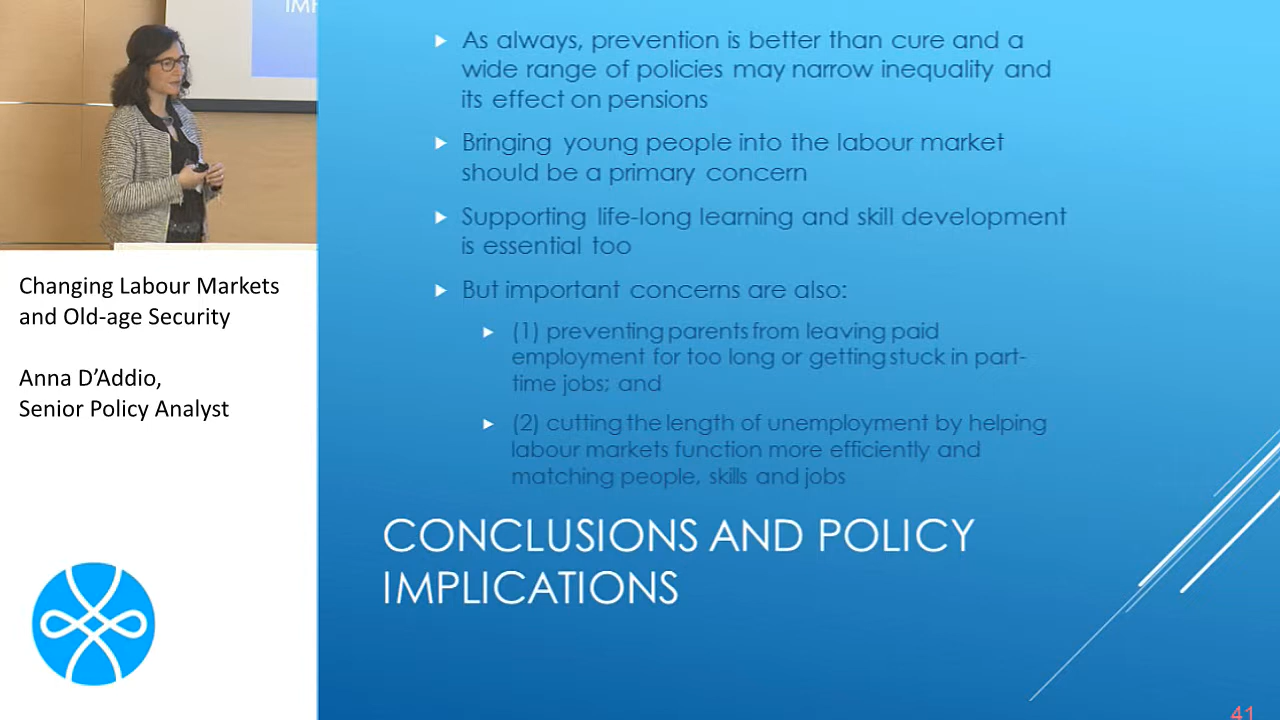 As always, prevention is better than cure and a
wide range of policies may narrow inequality and
its effect on pensions
Bringing young people into the labour market
should be a primary concern
Supporting life-long learning and skill development
is essential too
But important concerns are also:
(1) preventing parents from leaving paid
employment for too long or getting stuck in part-
time jobs; and
(2) cutting the length of unemployment by helping
labour markets function more efficiently and
matching people, skills and jobs
CONCLUSIONS AND POLICY
IMPLICATIONS
41
Changing Labour Markets
and Old-age Security
Anna D’Addio,
Senior Policy Analyst